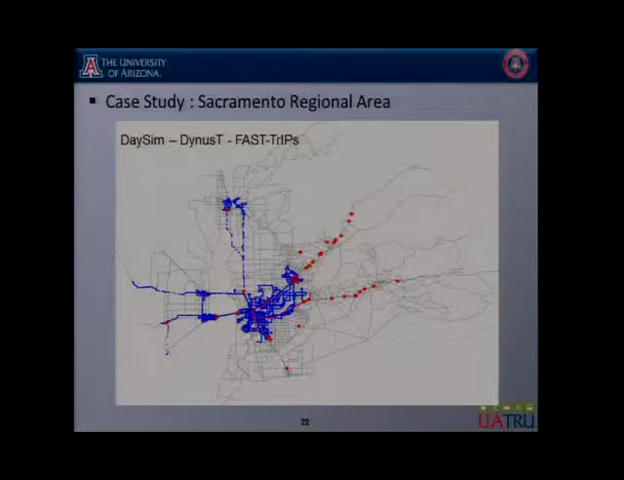 THE UNIVERSITY
OF ARIZONA.
▪ Case Study : Sacramento Regional Area
DaySim – DynusT - FAST-TrIPs
22
UATRU